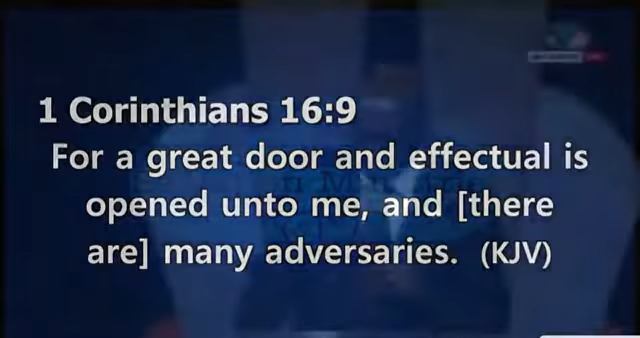 1 Corinthians 16:9
For a great door and effectual is
opened unto me, and [there
are] many adversaries. (KJV)